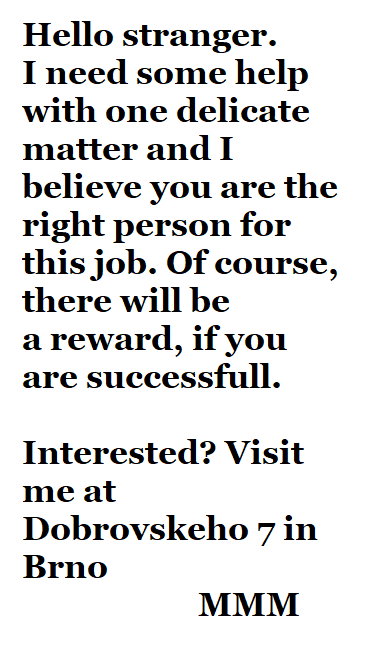 Hello stranger.
I need some help
with one delicate
matter and I
believe you are the
right person for
this job. Of course,
there will be
a reward, if you
are successfull.
Interested? Visit
me at
Dobrovskeho 7 in
Brno
MMM